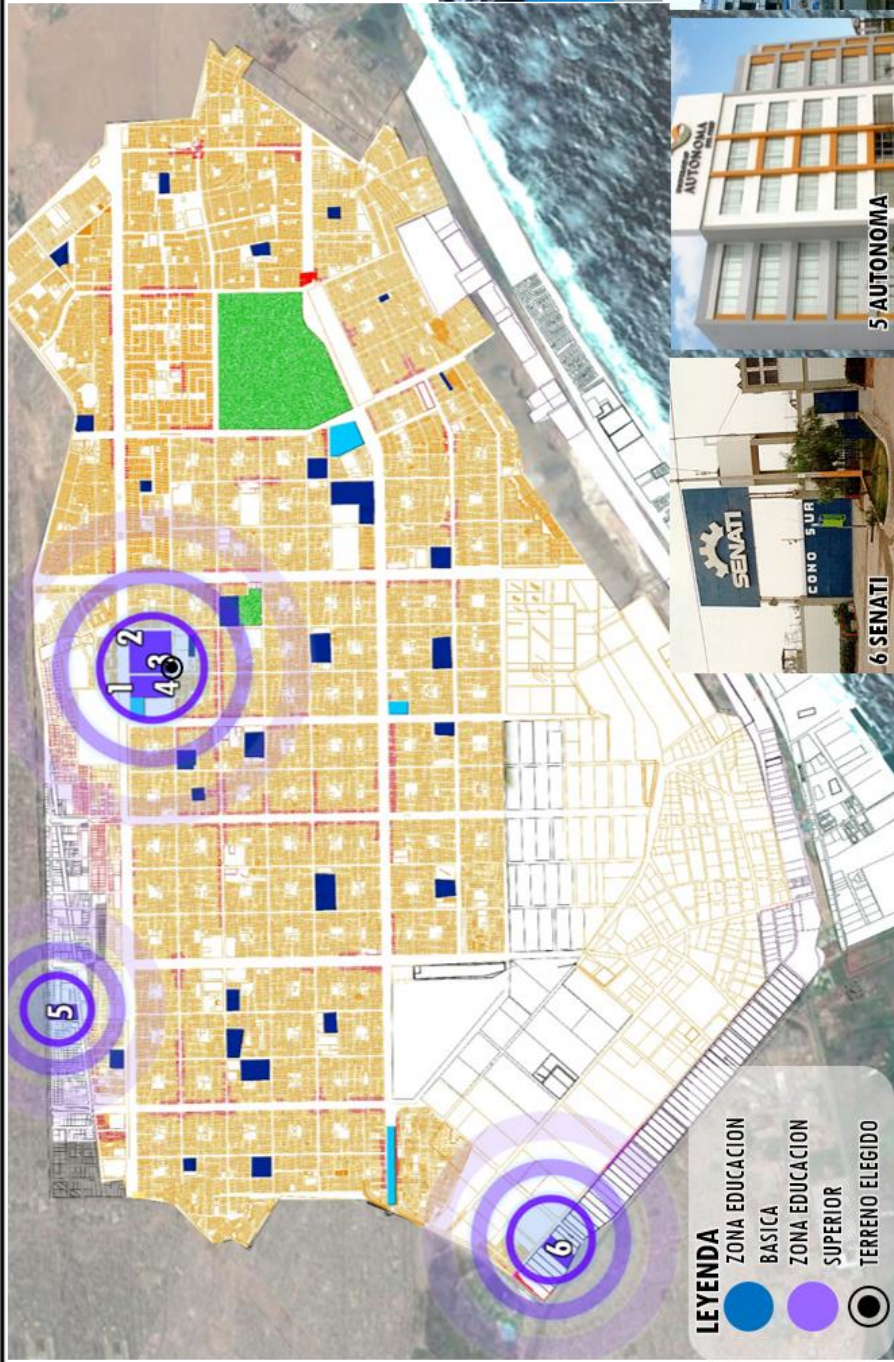 1
2
3
4
5
6
LEYENDA
ZONA EDUCACION
BASICA
ZONA EDUCACION
SUPERIOR
TERRENO ELEGIDO
SENATI
CONO SUR
6 SENATI
AUTONOMA
5 AUTONOMA